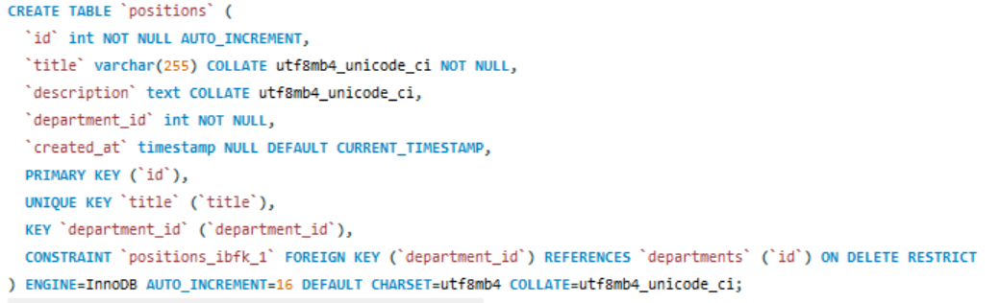 CREATE TABLE `positions` (
  `id` int NOT NULL AUTO_INCREMENT,
  `title` varchar(255) COLLATE utf8mb4_unicode_ci NOT NULL,
  `description` text COLLATE utf8mb4_unicode_ci,
  `department_id` int NOT NULL,
  `created_at` timestamp NULL DEFAULT CURRENT_TIMESTAMP,
  PRIMARY KEY (`id`),
  UNIQUE KEY `title` (`title`),
  KEY `department_id` (`department_id`),
  CONSTRAINT `positions_ibfk_1` FOREIGN KEY (`department_id`) REFERENCES `departments` (`id`) ON DELETE RESTRICT
) ENGINE=InnoDB AUTO_INCREMENT=16 DEFAULT CHARSET=utf8mb4 COLLATE=utf8mb4_unicode_ci;